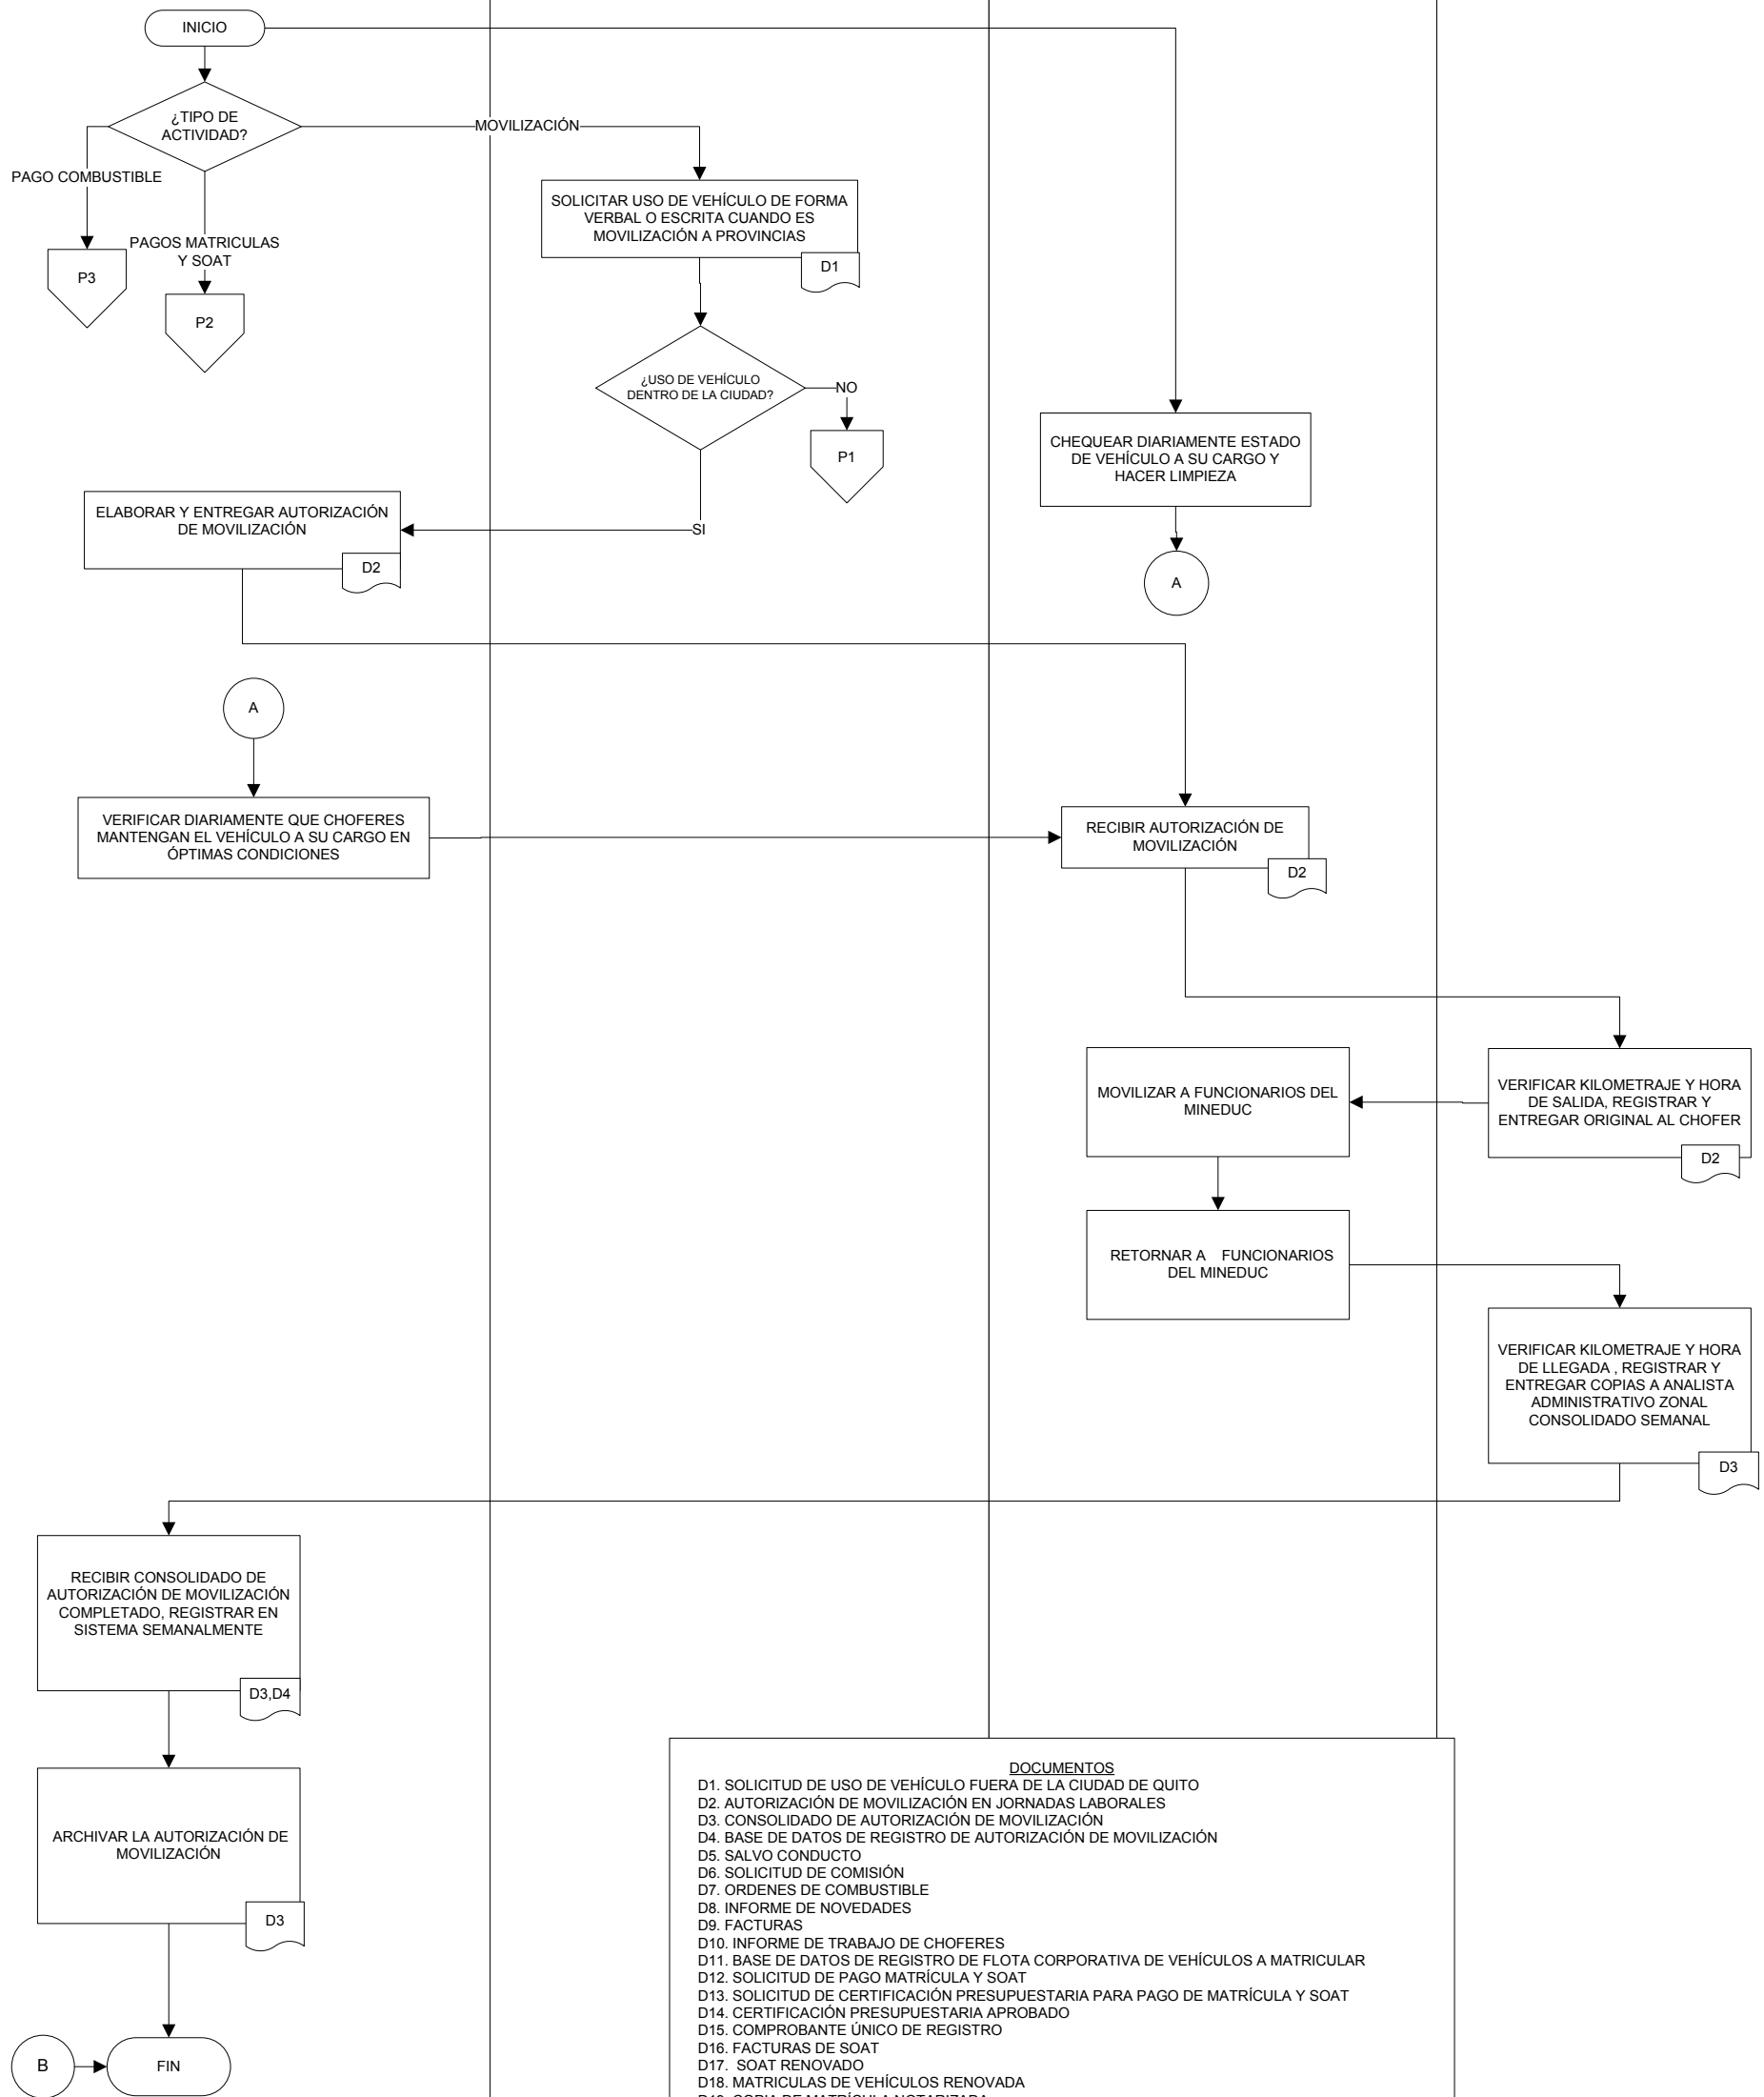 INICIO
¿TIPO DE
ACTIVIDAD?
MOVILIZACIÓN
PAGO COMBUSTIBLE
PAGOS MATRICULAS
Y SOAT
P3
P2
SOLICITAR USO DE VEHÍCULO DE FORMA
VERBAL O ESCRITA CUANDO ES
MOVILIZACIÓN A PROVINCIAS
D1
¿USO DE VEHÍCULO
DENTRO DE LA CIUDAD?
NO
P1
SI
CHEQUEAR DIARIAMENTE ESTADO
DE VEHÍCULO A SU CARGO Y
HACER LIMPIEZA
A
ELABORAR Y ENTREGAR AUTORIZACIÓN
DE MOVILIZACIÓN
D2
A
VERIFICAR DIARIAMENTE QUE CHOFERES
MANTENGAN EL VEHÍCULO A SU CARGO EN
ÓPTIMAS CONDICIONES
RECIBIR AUTORIZACIÓN DE
MOVILIZACIÓN
D2
MOVILIZAR A FUNCIONARIOS DEL
MINEDUC
VERIFICAR KILOMETRAJE Y HORA
DE SALIDA, REGISTRAR Y
ENTREGAR ORIGINAL AL CHOFER
D2
RETORNAR A FUNCIONARIOS
DEL MINEDUC
VERIFICAR KILOMETRAJE Y HORA
DE LLEGADA , REGISTRAR Y
ENTREGAR COPIAS A ANALISTA
ADMINISTRATIVO ZONAL
CONSOLIDADO SEMANAL
D3
RECIBIR CONSOLIDADO DE
AUTORIZACIÓN DE MOVILIZACIÓN
COMPLETADO, REGISTRAR EN
SISTEMA SEMANALMENTE
D3,D4
ARCHIVAR LA AUTORIZACIÓN DE
MOVILIZACIÓN
D3
B
FIN
DOCUMENTOS
D1. SOLICITUD DE USO DE VEHÍCULO FUERA DE LA CIUDAD DE QUITO
D2. AUTORIZACIÓN DE MOVILIZACIÓN EN JORNADAS LABORALES
D3. CONSOLIDADO DE AUTORIZACIÓN DE MOVILIZACIÓN
D4. BASE DE DATOS DE REGISTRO DE AUTORIZACIÓN DE MOVILIZACIÓN
D5. SALVO CONDUCTO
D6. SOLICITUD DE COMISIÓN
D7. ORDENES DE COMBUSTIBLE
D8. INFORME DE NOVEDADES
D9. FACTURAS
D10. INFORME DE TRABAJO DE CHOFERES
D11. BASE DE DATOS DE REGISTRO DE FLOTA CORPORATIVA DE VEHÍCULOS A MATRICULAR
D12. SOLICITUD DE PAGO MATRÍCULA Y SOAT
D13. SOLICITUD DE CERTIFICACIÓN PRESUPUESTARIA PARA PAGO DE MATRÍCULA Y SOAT
D14. CERTIFICACIÓN PRESUPUESTARIA APROBADO
D15. COMPROBANTE ÚNICO DE REGISTRO
D16. FACTURAS DE SOAT
D17. SOAT RENOVADO
D18. MATRICULAS DE VEHÍCULOS RENOVADA